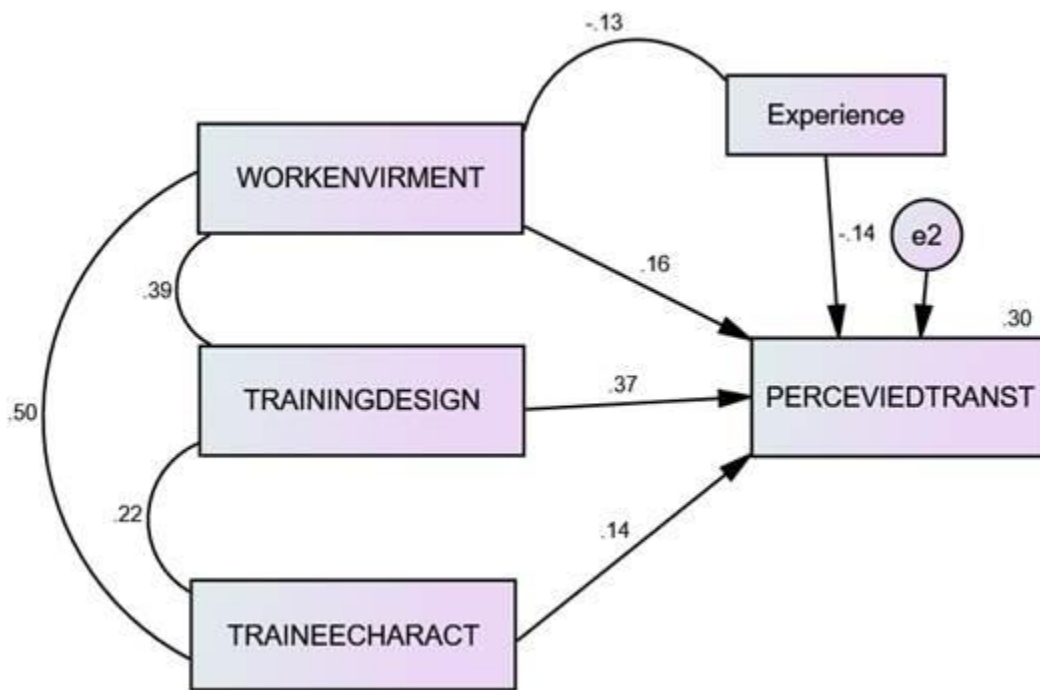 -.13
Experience
WORKENVIRMENT
-.14
e2
.16
.39
.30
TRAININGDESIGN
.37
PERCEVIEDTRANST
.50
.22
.14
TRAINEECHARACT